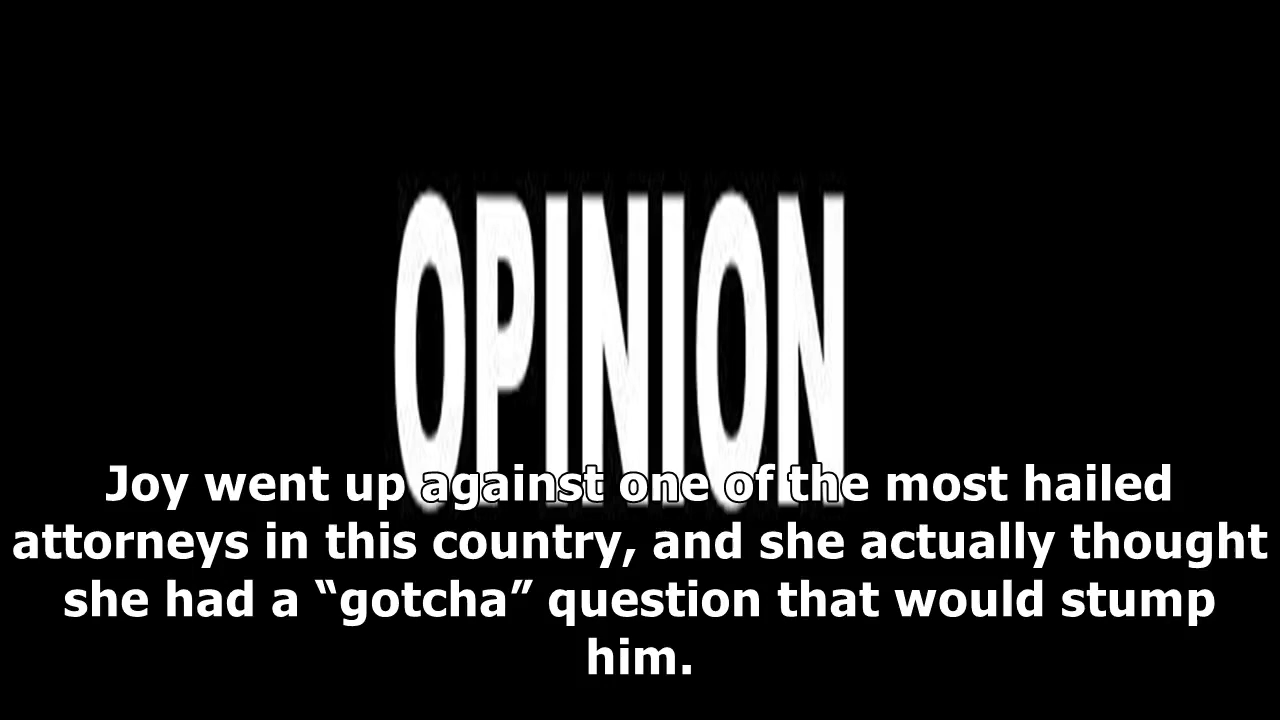 OPINION
Joy went up against one of the most hailed
attorneys in this country, and she actually thought
she had a “gotcha” question that would stump
him.